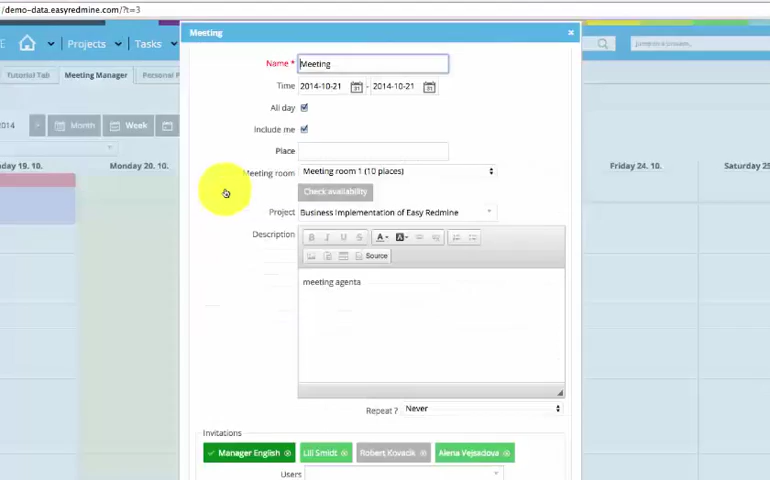 /demo-data.easyredmine.com/?t=3
Meeting
E Projects Tasks
Tutorial Tab Meeting Manager Personal P
Name * Meeting
Time 2014-10-21 - 2014-10-21
All day
2014 Month Week
Include me
Place
day 19. 10. Monday 20. 10. Friday 24. 10. Saturday 25
Meeting room Meeting room 1 (10 places)
Check availability
Project Business Implementation of Easy Redmine
Description B I U S A A
Source
meeting agenta
Repeat ? Never
Invitations
Manager English Lili Smidt Robert Kovacik Alena Vejsadova
Users